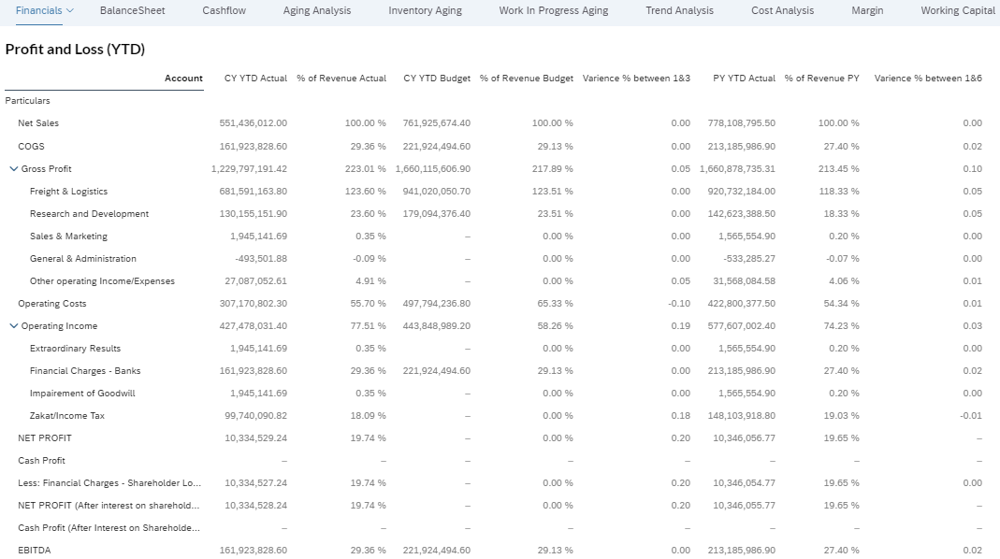 Financials BalanceSheet Cashflow Aging Analysis Inventory Aging Work In Progress Aging Trend Analysis Cost Analysis Margin Working Capital
Profit and Loss (YTD)
Account CY YTD Actual % of Revenue Actual CY YTD Budget % of Revenue Budget Varience % between 1&3 PY YTD Actual % of Revenue PY Varience % between 1&6
Particulars
Net Sales 551,436,012.00 100.00 % 761,925,674.40 100.00 % 0.00 778,108,795.50 100.00 % 0.00
COGS 161,923,828.60 29.36 % 221,924,494.60 29.13 % 0.00 213,185,986.90 27.40 % 0.02
Gross Profit 1,229,797,191.42 223.01 % 1,660,115,606.90 217.89 % 0.05 1,660,878,735.31 213.45 % 0.10
Freight & Logistics 681,591,163.80 123.60 % 941,020,050.70 123.51 % 0.00 920,732,184.00 118.33 % 0.05
Research and Development 130,155,151.90 23.60 % 179,094,376.40 23.51 % 0.00 142,623,388.50 18.33 % 0.05
Sales & Marketing 1,945,141.69 0.35 % – 0.00 % 0.00 1,565,554.90 0.20 % 0.00
General & Administration -493,501.88 -0.09 % – 0.00 % 0.00 -533,285.27 -0.07 % 0.00
Other operating Income/Expenses 27,087,052.61 4.91 % – 0.00 % 0.05 31,568,084.58 4.06 % 0.01
Operating Costs 307,170,802.30 55.70 % 497,794,236.80 65.33 % -0.10 422,800,377.50 54.34 % 0.01
Operating Income 427,478,031.40 77.51 % 443,848,989.20 58.26 % 0.19 577,607,002.40 74.23 % 0.03
Extraordinary Results 1,945,141.69 0.35 % – 0.00 % 0.00 1,565,554.90 0.20 % 0.00
Financial Charges - Banks 161,923,828.60 29.36 % 221,924,494.60 29.13 % 0.00 213,185,986.90 27.40 % 0.02
Impairement of Goodwill 1,945,141.69 0.35 % – 0.00 % 0.00 1,565,554.90 0.20 % 0.00
Zakat/Income Tax 99,740,090.82 18.09 % – 0.00 % 0.18 148,103,918.80 19.03 % -0.01
NET PROFIT 10,334,529.24 19.74 % – 0.00 % 0.20 10,346,056.77 19.65 % –
Cash Profit – – – – – – – –
Less: Financial Charges - Shareholder Lo... 10,334,527.24 19.74 % – 0.00 % 0.20 10,346,054.77 19.65 % 0.00
NET PROFIT (After interest on sharehold... 10,334,528.24 19.74 % – 0.00 % 0.20 10,346,055.77 19.65 % –
Cash Profit (After Interest on Shareholde... – – – – – – – –
EBITDA 161,923,828.60 29.36 % 221,924,494.60 29.13 % 0.00 213,185,986.90 27.40 % 0.02